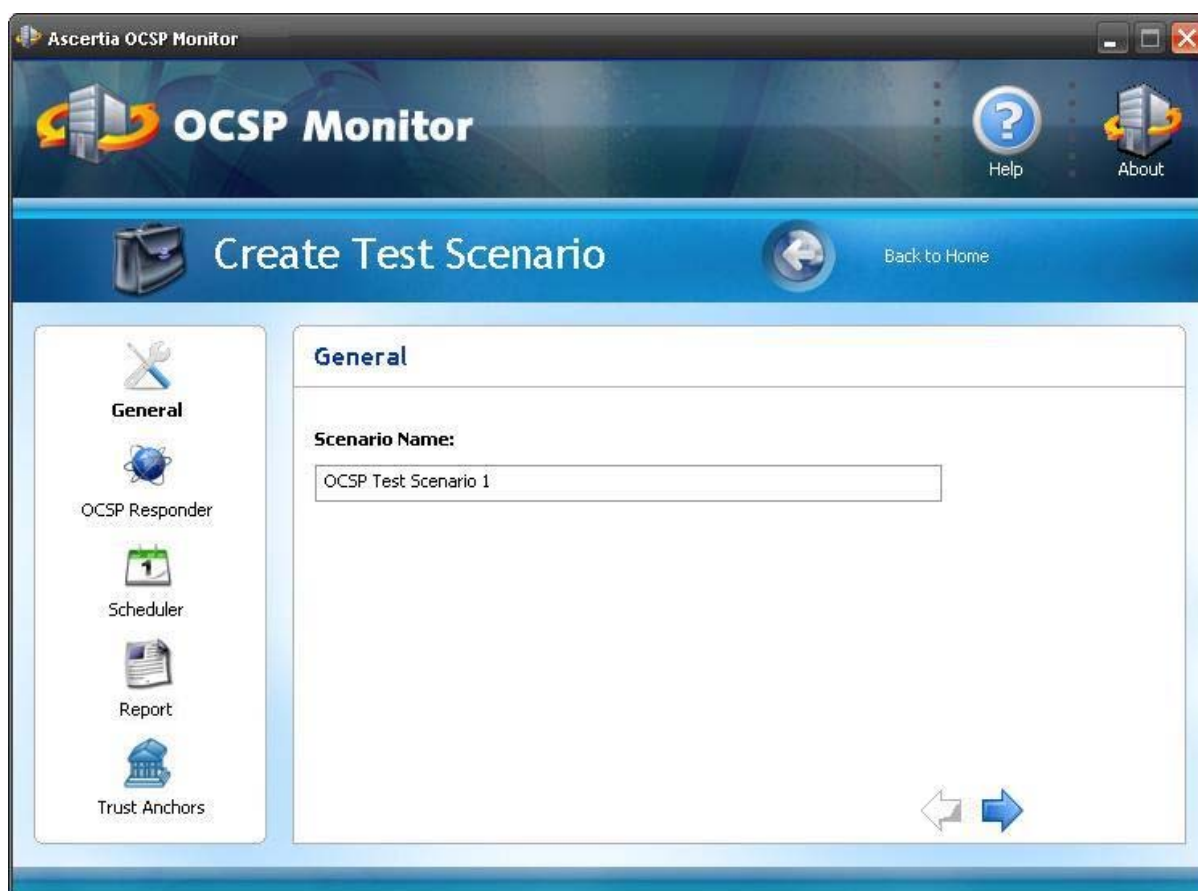 Ascertia OCSP Monitor
OCSP Monitor
Help
About
Create Test Scenario
Back to Home
General
OCSP Responder
1
Scheduler
Report
Trust Anchors
General
Scenario Name:
OCSP Test Scenario 1